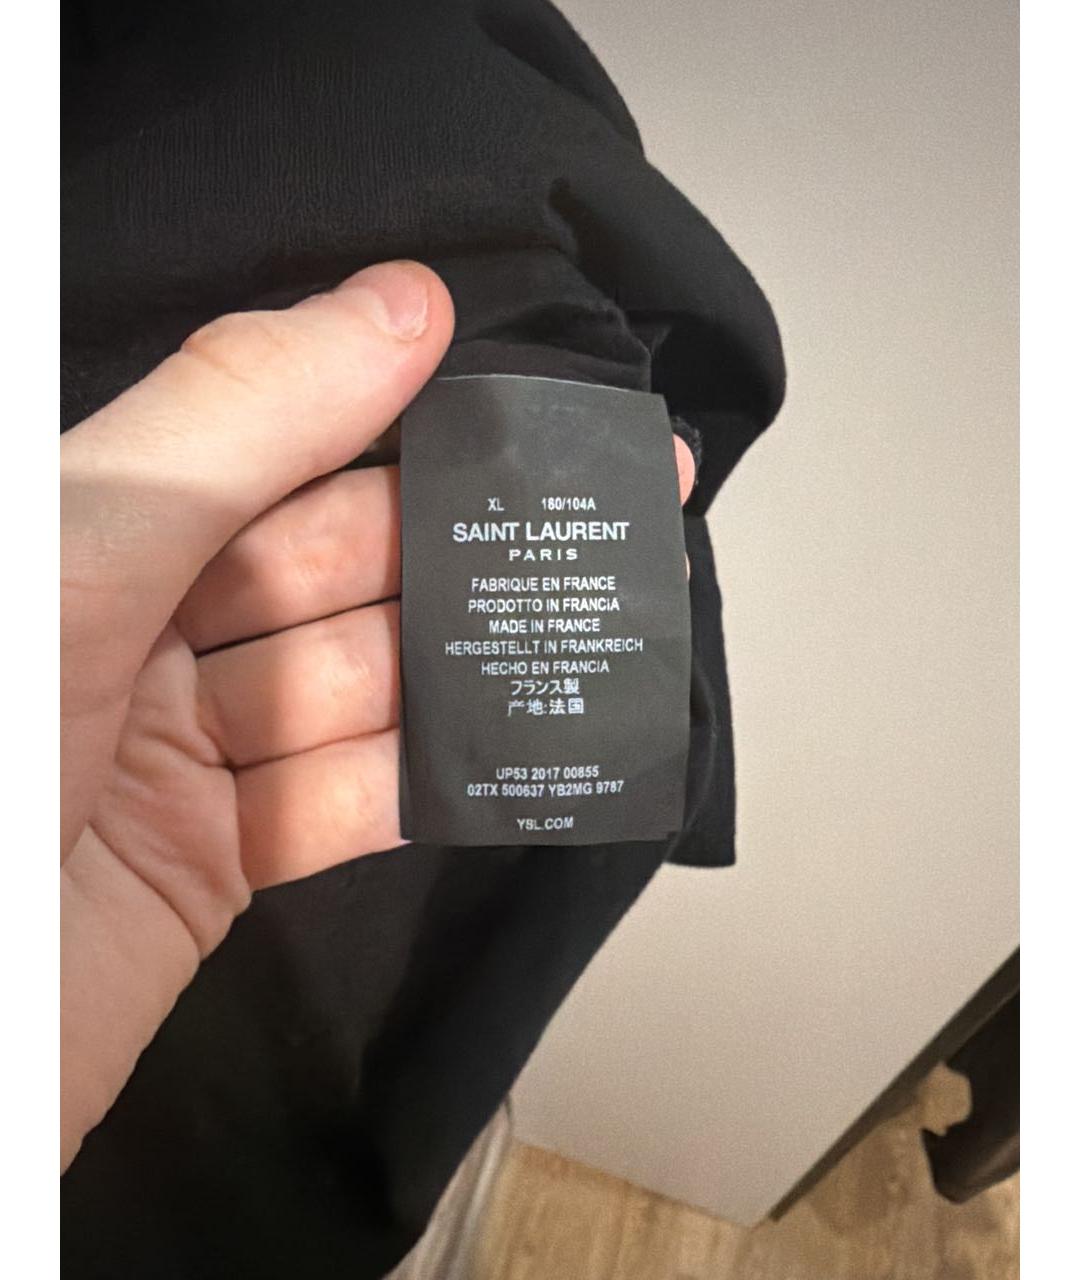 XL 180/104A
SAINT LAURENT
PARIS
FABRIQUE EN FRANCE
PRODOTTO IN FRANCIA
MADE IN FRANCE
HERGESTELLT IN FRANKREICH
HECHO EN FRANCIA
フランス製
产地:法国
UP53 2017 00855
02TX 500637 YB2MG 9787
YSL.COM